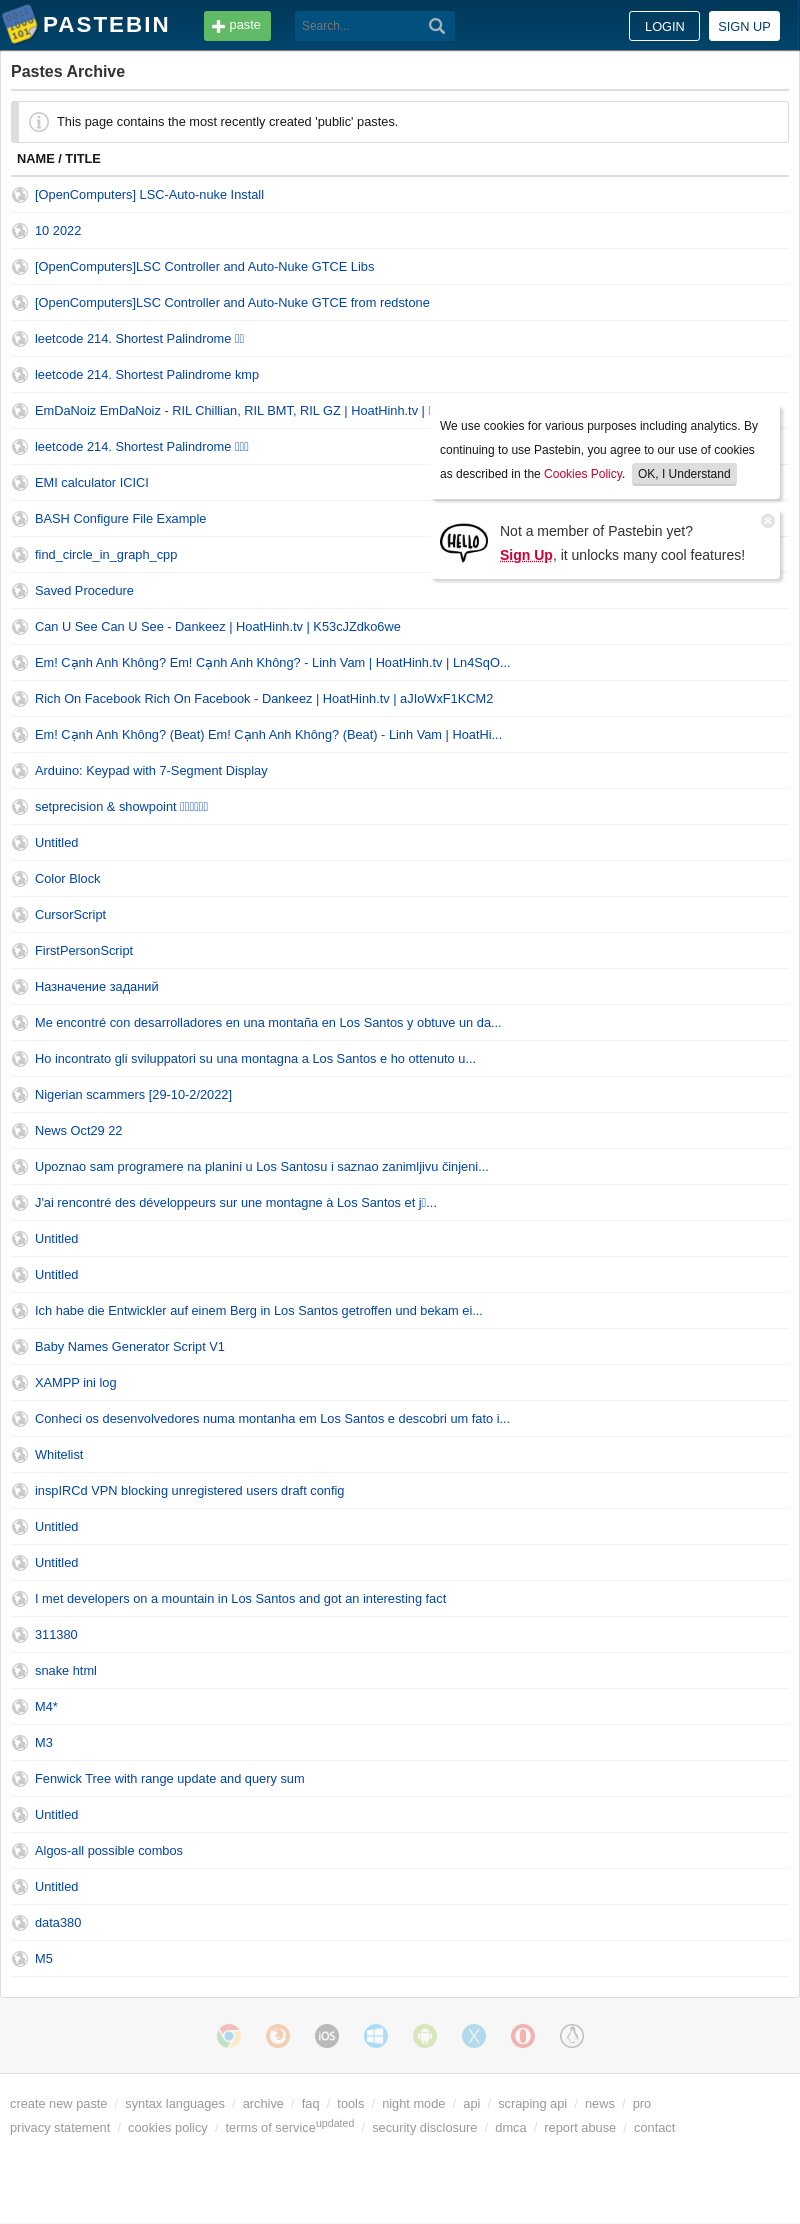 PASTEBIN
paste
Search...
LOGIN
SIGN UP
Pastes Archive
This page contains the most recently created 'public' pastes.
NAME / TITLE
[OpenComputers] LSC-Auto-nuke Install
10 2022
[OpenComputers]LSC Controller and Auto-Nuke GTCE Libs
[OpenComputers]LSC Controller and Auto-Nuke GTCE from redstone
leetcode 214. Shortest Palindrome
leetcode 214. Shortest Palindrome kmp
EmDaNoiz EmDaNoiz - RIL Chillian, RIL BMT, RIL GZ | HoatHinh.tv |
leetcode 214. Shortest Palindrome
EMI calculator ICICI
BASH Configure File Example
find_circle_in_graph_cpp
Saved Procedure
We use cookies for various purposes including analytics. By
continuing to use Pastebin, you agree to our use of cookies
as described in the Cookies Policy. OK, I Understand
HELLO
Not a member of Pastebin yet?
Sign Up, it unlocks many cool features!
Can U See Can U See - Dankeez | HoatHinh.tv | K53cJZdko6we
Em! Cạnh Anh Không? Em! Cạnh Anh Không? - Linh Vam | HoatHinh.tv | Ln4SqO...
Rich On Facebook Rich On Facebook - Dankeez | HoatHinh.tv | aJIoWxF1KCM2
Em! Cạnh Anh Không? (Beat) Em! Cạnh Anh Không? (Beat) - Linh Vam | HoatHi...
Arduino: Keypad with 7-Segment Display
setprecision & showpoint
Untitled
Color Block
CursorScript
FirstPersonScript
Назначение заданий
Me encontré con desarrolladores en una montaña en Los Santos y obtuve un da...
Ho incontrato gli sviluppatori su una montagna a Los Santos e ho ottenuto u...
Nigerian scammers [29-10-2/2022]
News Oct29 22
Upoznao sam programere na planini u Los Santosu i saznao zanimljivu činjeni...
J'ai rencontré des développeurs sur une montagne à Los Santos et j...
Untitled
Untitled
Ich habe die Entwickler auf einem Berg in Los Santos getroffen und bekam ei...
Baby Names Generator Script V1
XAMPP ini log
Conheci os desenvolvedores numa montanha em Los Santos e descobri um fato i...
Whitelist
inspIRCd VPN blocking unregistered users draft config
Untitled
Untitled
I met developers on a mountain in Los Santos and got an interesting fact
311380
snake html
M4*
M3
Fenwick Tree with range update and query sum
Untitled
Algos-all possible combos
Untitled
data380
M5
iOS
create new paste / syntax languages / archive / faq / tools / night mode / api / scraping api / news / pro
privacy statement / cookies policy / terms of service updated / security disclosure / dmca / report abuse / contact